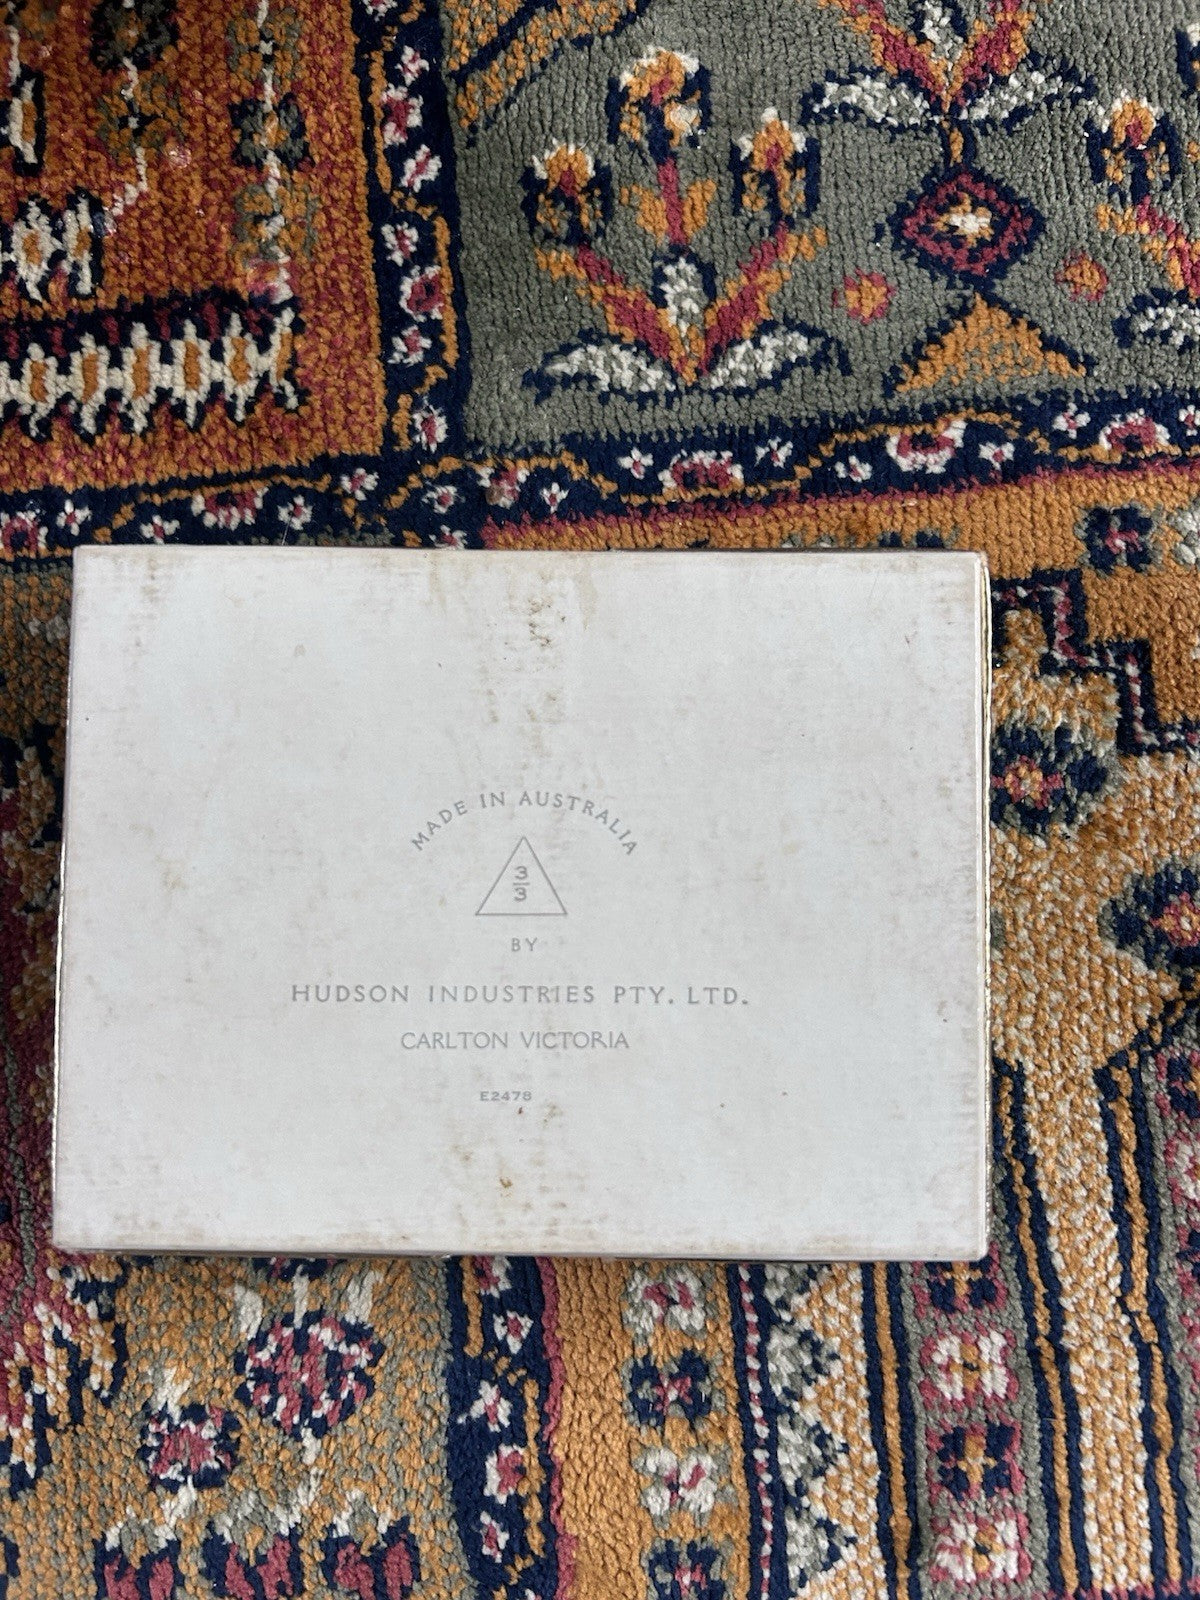 MADE IN AUSTRALIA
3
3
BY
HUDSON INDUSTRIES PTY. LTD.
CARLTON VICTORIA
E2478